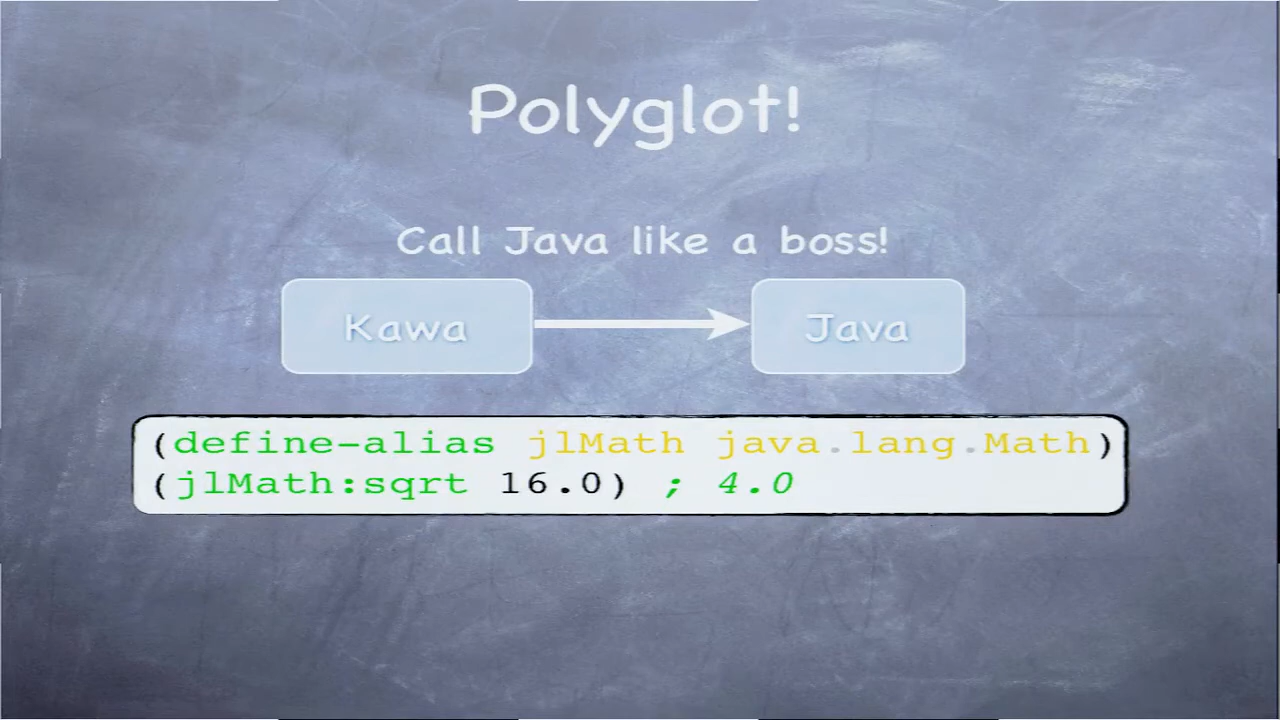 Polyglot!
Call Java like a boss!
Kawa
Java
(define-alias jlMath java.lang.Math)
(jlMath:sqrt 16.0) ; 4.0